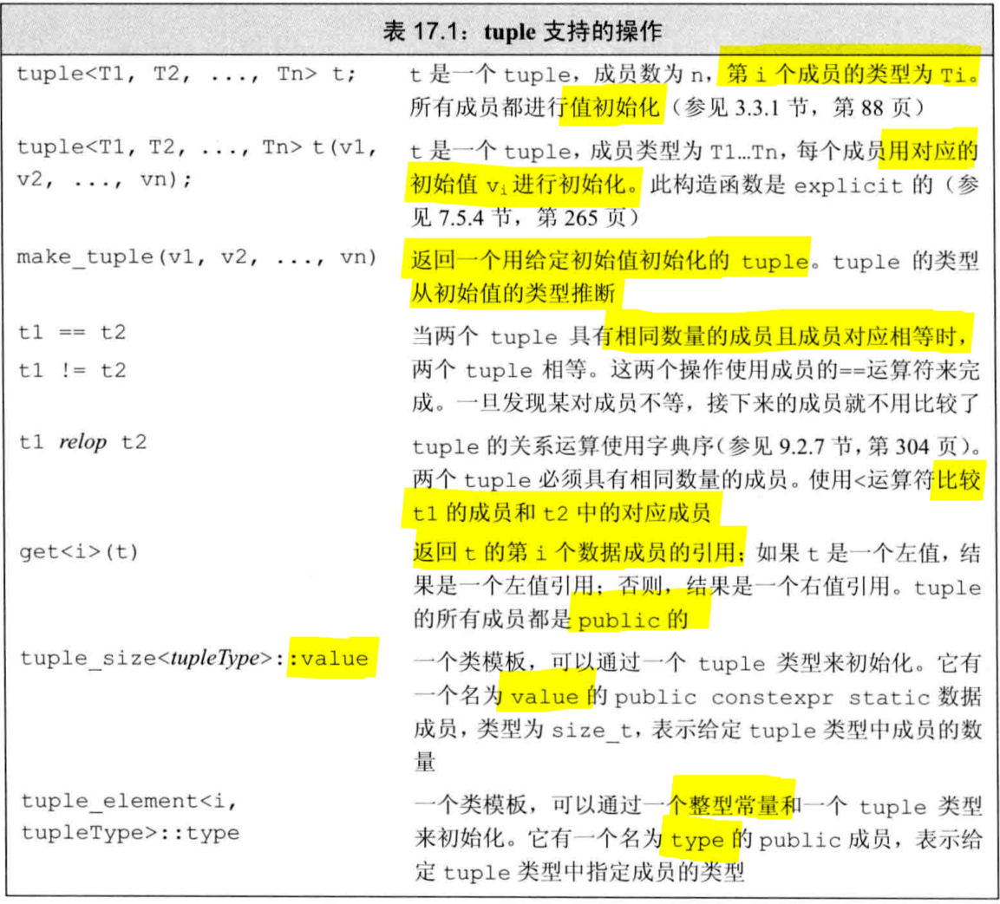 表 17.1：tuple 支持的操作
tuple<T1, T2, ..., Tn> t;
t 是一个 tuple，成员数为 n，第 i 个成员的类型为 Ti。
所有成员都进行值初始化（参见 3.3.1 节，第 88 页）
tuple<T1, T2, ..., Tn> t(v1,
v2, ..., vn);
t 是一个 tuple，成员类型为 T1…Tn，每个成员用对应的
初始值 vi 进行初始化。此构造函数是 explicit 的（参
见 7.5.4 节，第 265 页）
make_tuple(v1, v2, ..., vn)
返回一个用给定初始值初始化的 tuple。tuple 的类型
从初始值的类型推断
t1 == t2
t1 != t2
当两个 tuple 具有相同数量的成员且成员对应相等时，
两个 tuple 相等。这两个操作使用成员的==运算符来完
成。一旦发现某对成员不等，接下来的成员就不用比较了
t1 relop t2
tuple 的关系运算使用字典序（参见 9.2.7 节，第 304 页）。
两个 tuple 必须具有相同数量的成员。使用<运算符比较
t1 的成员和 t2 中的对应成员
get<i>(t)
返回 t 的第 i 个数据成员的引用；如果 t 是一个左值，结
果是一个左值引用；否则，结果是一个右值引用。tuple
的所有成员都是 public 的
tuple_size<tupleType>::value
一个类模板，可以通过一个 tuple 类型来初始化。它有
一个名为 value 的 public constexpr static 数据
成员，类型为 size_t，表示给定 tuple 类型中成员的数
量
tuple_element<i,
tupleType>::type
一个类模板，可以通过一个整型常量和一个 tuple 类型
来初始化。它有一个名为 type 的 public 成员，表示给
定 tuple 类型中指定成员的类型